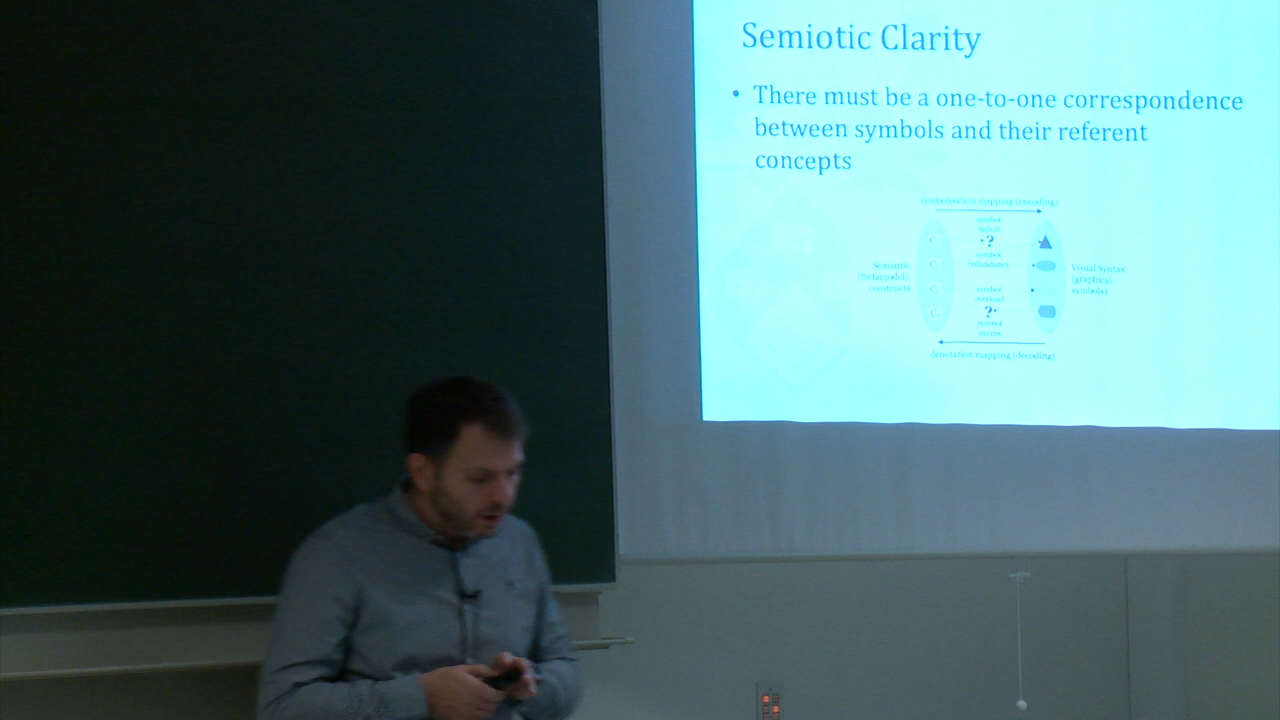 Semiotic Clarity
• There must be a one-to-one correspondence
between symbols and their referent
concepts
symbolisation mapping (encoding)
symbol
deficit
?
symbol
redundancy
Semantic
(metamodel)
constructs
Visual Syntax
(graphical
symbols)
symbol
overload
?
symbol
excess
denotation mapping (decoding)